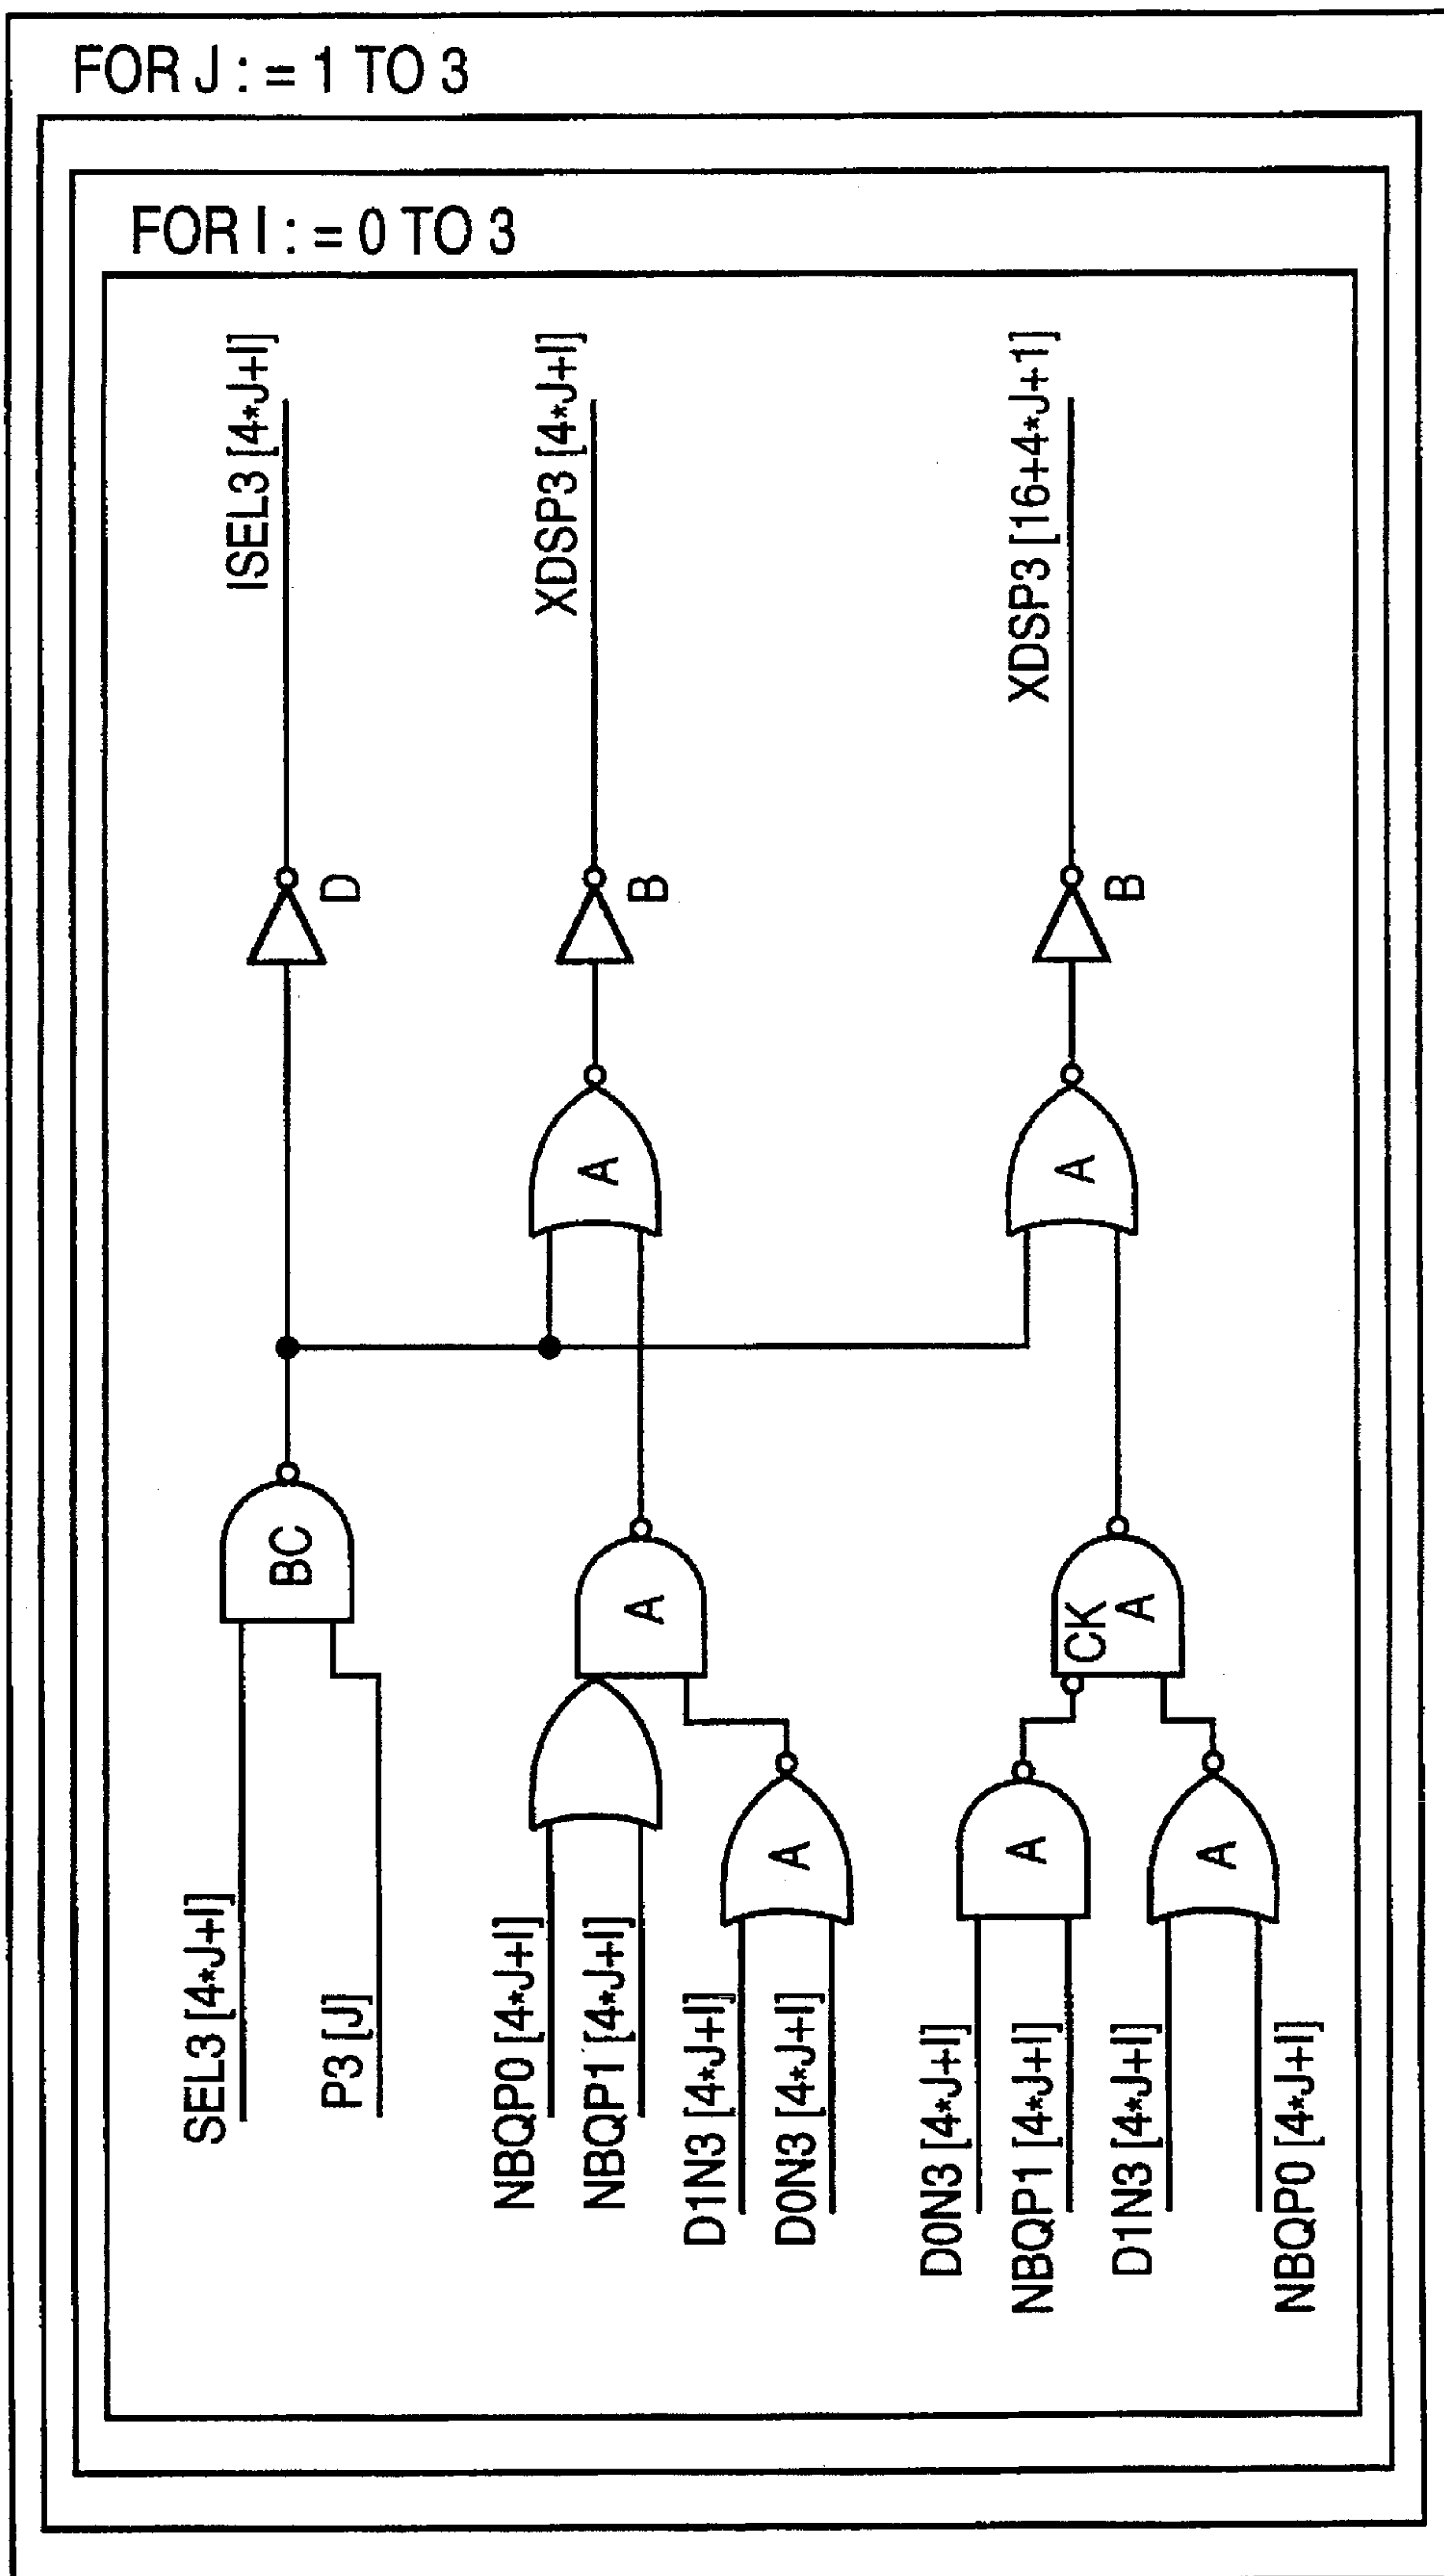 FOR J : = 1 TO 3
FOR I : = 0 TO 3
ISEL3 [4*J+I]
XDSP3 [4*J+I]
XDSP3 [16+4*J+1]
D
B
B
A
A
BC
A
CK
A
A
A
A
SEL3 [4*J+I]
P3 [J]
NBQP0 [4*J+I]
NBQP1 [4*J+I]
D1N3 [4*J+I]
D0N3 [4*J+I]
D0N3 [4*J+I]
NBQP1 [4*J+I]
D1N3 [4*J+I]
NBQP0 [4*J+I]